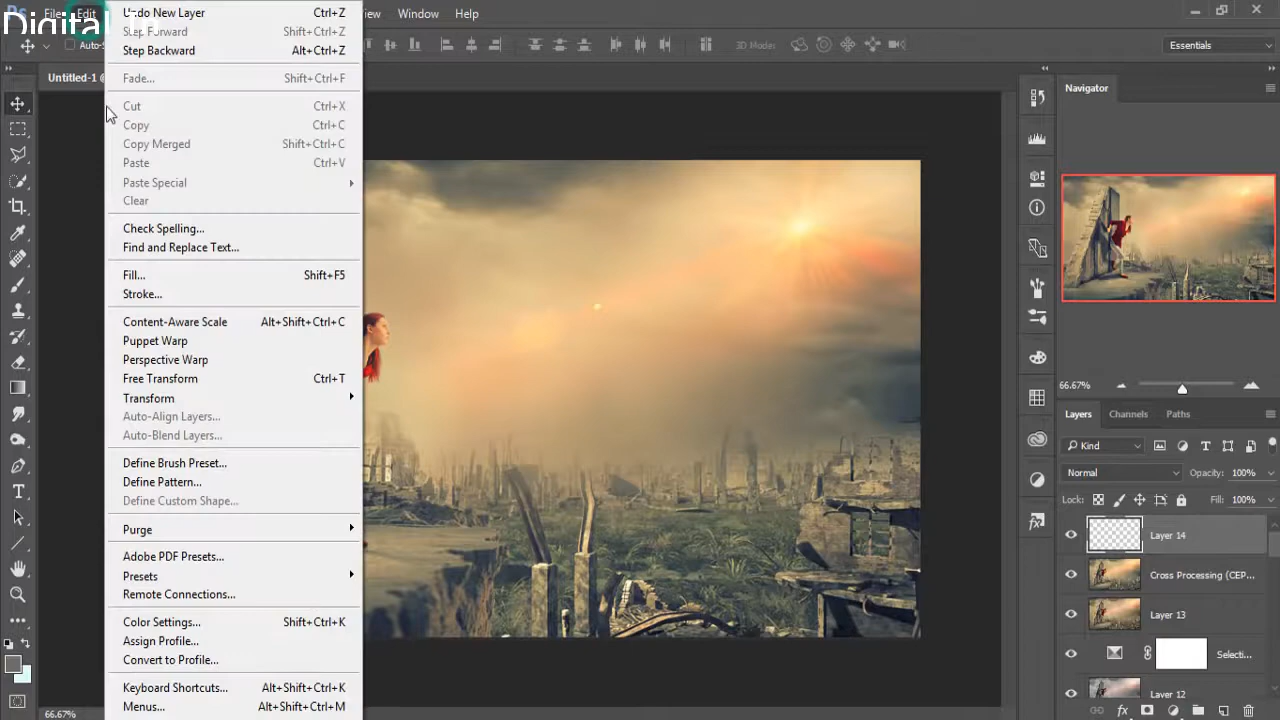 Digital
File
Edit
View
Window
Help
Auto-S
3D Mode:
Essentials
Untitled-1 @
Undo New Layer Ctrl+Z
Step Forward Shift+Ctrl+Z
Step Backward Alt+Ctrl+Z
Fade... Shift+Ctrl+F
Cut Ctrl+X
Copy Ctrl+C
Copy Merged Shift+Ctrl+C
Paste Ctrl+V
Paste Special
Clear
Check Spelling...
Find and Replace Text...
Fill... Shift+F5
Stroke...
Content-Aware Scale Alt+Shift+Ctrl+C
Puppet Warp
Perspective Warp
Free Transform Ctrl+T
Transform
Auto-Align Layers...
Auto-Blend Layers...
Define Brush Preset...
Define Pattern...
Define Custom Shape...
Purge
Adobe PDF Presets...
Presets
Remote Connections...
Color Settings... Shift+Ctrl+K
Assign Profile...
Convert to Profile...
Keyboard Shortcuts... Alt+Shift+Ctrl+K
Menus... Alt+Shift+Ctrl+M
66.67%
Navigator
66.67%
Layers Channels Paths
Kind
Normal Opacity: 100%
Lock: Fill: 100%
Layer 14
Cross Processing (CEP...
Layer 13
Selecti...
Layer 12